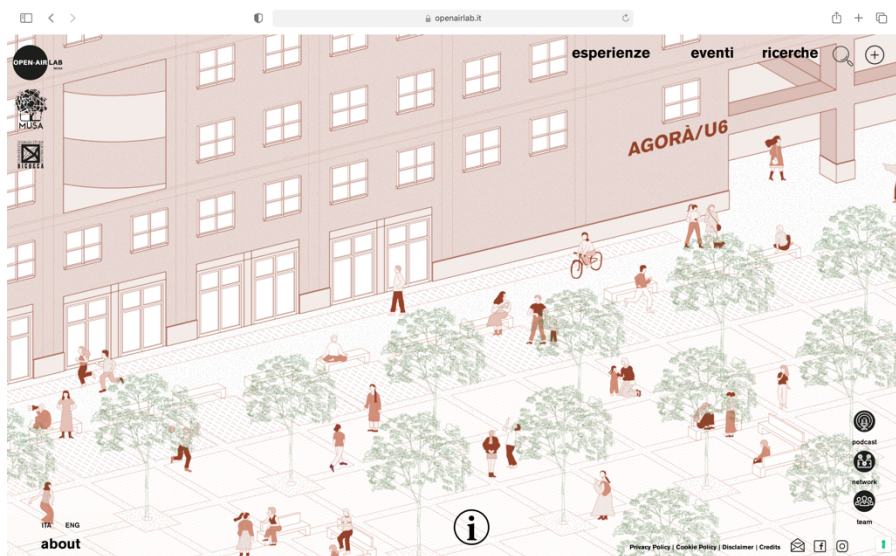 openairlab.it
OPEN-AIR LAB
MUSA
esperienze eventi ricerche
MUSA
BICOCCA
AGORÀ/U6
podcast
network
team
ITA ENG
about
i
Privacy Policy | Cookie Policy | Disclaimer | Credits